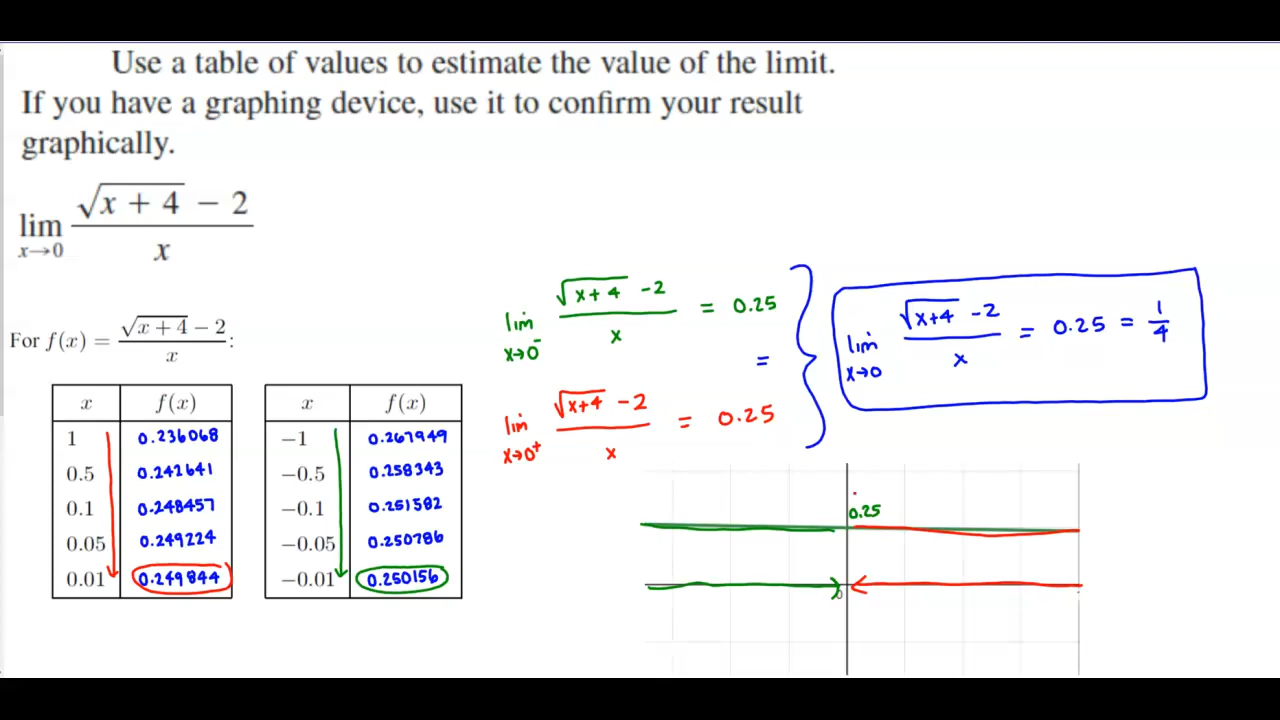 Use a table of values to estimate the value of the limit.
If you have a graphing device, use it to confirm your result
graphically.
lim x→0 (√(x + 4) − 2) / x
For f(x) = (√(x + 4) − 2) / x :
x f(x)
1 0.236068
0.5 0.242641
0.1 0.248457
0.05 0.249224
0.01 0.249844
x f(x)
−1 0.267949
−0.5 0.258343
−0.1 0.251582
−0.05 0.250786
−0.01 0.250156
lim x→0⁻ (√(x+4) −2) / x = 0.25
=
lim x→0⁺ (√(x+4) −2) / x = 0.25
lim x→0 (√(x+4) −2) / x = 0.25 = 1/4
0.25
0